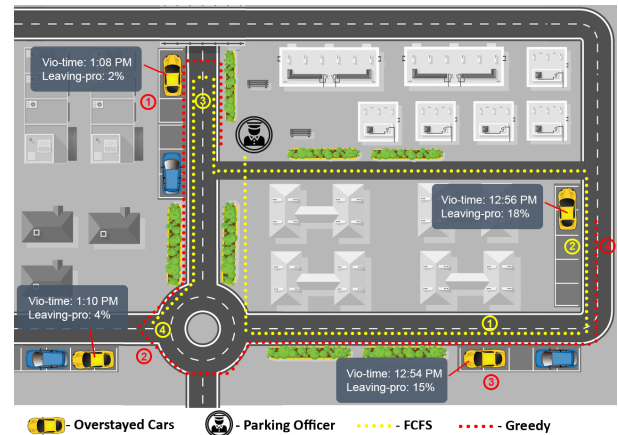 Vio-time: 1:08 PM
Leaving-pro: 2%
1
3
Vio-time: 12:56 PM
Leaving-pro: 18%
2
4
Vio-time: 1:10 PM
Leaving-pro: 4%
4
2
1
Vio-time: 12:54 PM
Leaving-pro: 15%
3
- Overstayed Cars
- Parking Officer
- FCFS
- Greedy